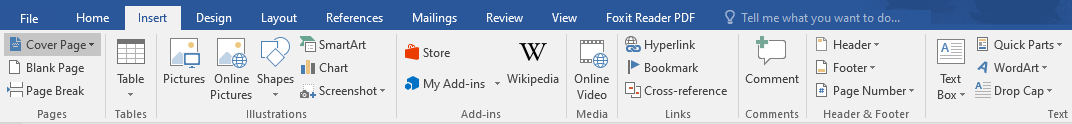 File Home Insert Design Layout References Mailings Review View Foxit Reader PDF Tell me what you want to do...
Cover Page
Blank Page
Page Break
Pages
Table
Tables
Pictures
Online
Pictures
Shapes
SmartArt
Chart
Screenshot
Illustrations
Store
My Add-ins
W
Wikipedia
Add-ins
Online
Video
Media
Hyperlink
Bookmark
Cross-reference
Links
Comment
Comments
Header
Footer
Page Number
Header & Footer
Text
Box
Quick Parts
WordArt
Drop Cap
Text